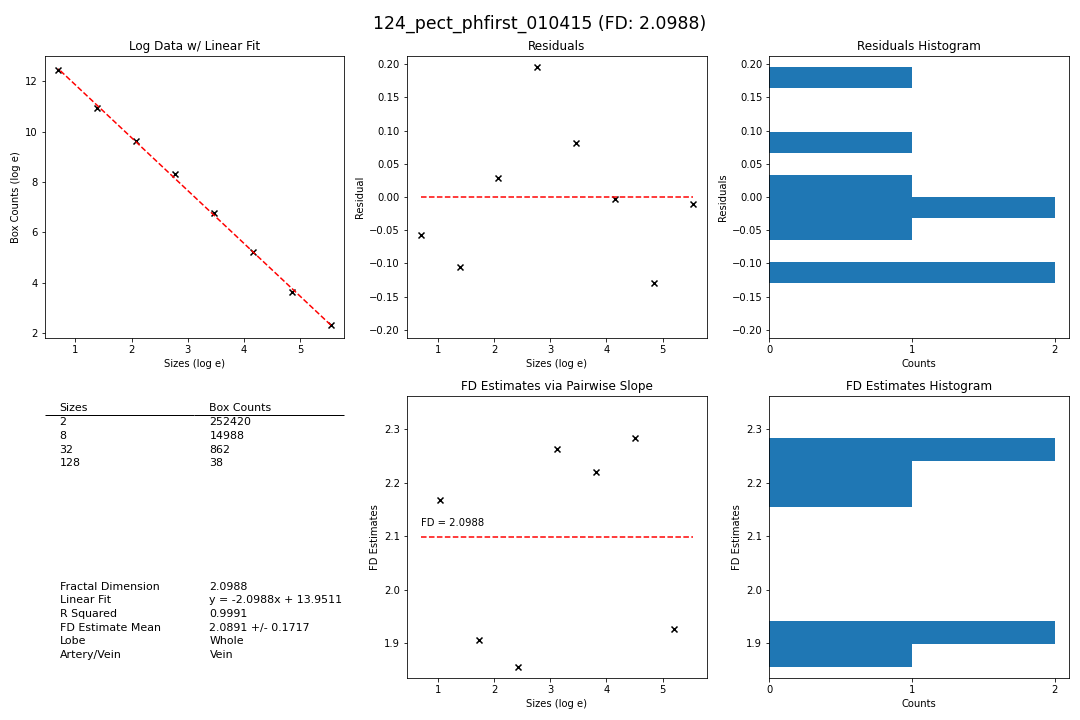 124_pect_phfirst_010415 (FD: 2.0988)
Log Data w/ Linear Fit
Box Counts (log e)
12
10
8
6
4
2
1 2 3 4 5
Sizes (log e)
Residuals
Residual
0.20
0.15
0.10
0.05
0.00
−0.05
−0.10
−0.15
−0.20
1 2 3 4 5
Sizes (log e)
Residuals Histogram
Residuals
0.20
0.15
0.10
0.05
0.00
−0.05
−0.10
−0.15
−0.20
0 1 2
Counts
Sizes Box Counts
2 252420
8 14988
32 862
128 38
Fractal Dimension 2.0988
Linear Fit y = -2.0988x + 13.9511
R Squared 0.9991
FD Estimate Mean 2.0891 +/- 0.1717
Lobe Whole
Artery/Vein Vein
FD Estimates via Pairwise Slope
FD Estimates
2.3
2.2
2.1
2.0
1.9
FD = 2.0988
1 2 3 4 5
Sizes (log e)
FD Estimates Histogram
FD Estimates
2.3
2.2
2.1
2.0
1.9
0 1 2
Counts